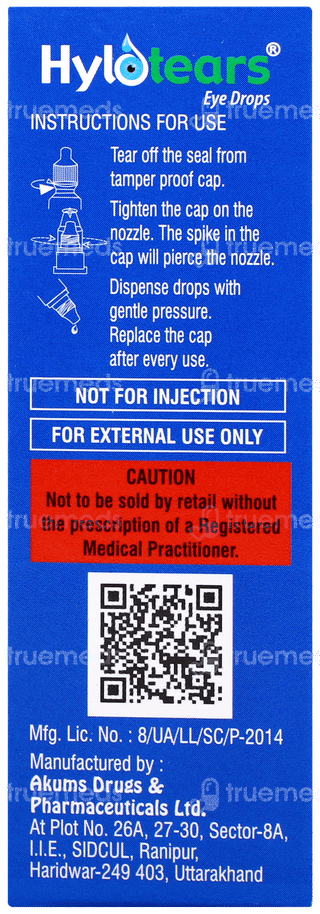 Hylotears®
Eye Drops
INSTRUCTIONS FOR USE
Tear off the seal from
tamper proof cap.
Tighten the cap on the
nozzle. The spike in the
cap will pierce the nozzle.
Dispense drops with
gentle pressure.
Replace the cap
after every use.
NOT FOR INJECTION
FOR EXTERNAL USE ONLY
CAUTION
Not to be sold by retail without
the prescription of a Registered
Medical Practitioner.
Mfg. Lic. No. : 8/UA/LL/SC/P-2014
Manufactured by :
Akums Drugs &
Pharmaceuticals Ltd.
At Plot No. 26A, 27-30, Sector-8A,
I.I.E., SIDCUL, Ranipur,
Haridwar-249 403, Uttarakhand
truemeds